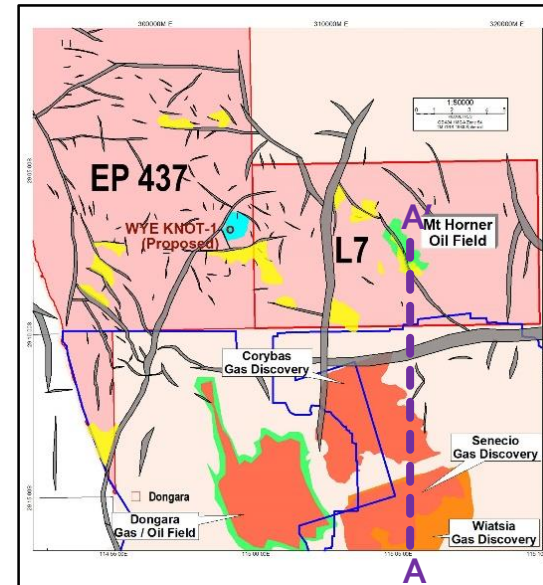 300000M E
310000M E
320000M E
1:50000
EP 437
WYE KNOT-1
(Proposed)
L7
A'
Mt Horner
Oil Field
Corybas
Gas Discovery
Senecio
Gas Discovery
Dongara
Dongara
Gas / Oil Field
Wiatsia
Gas Discovery
A